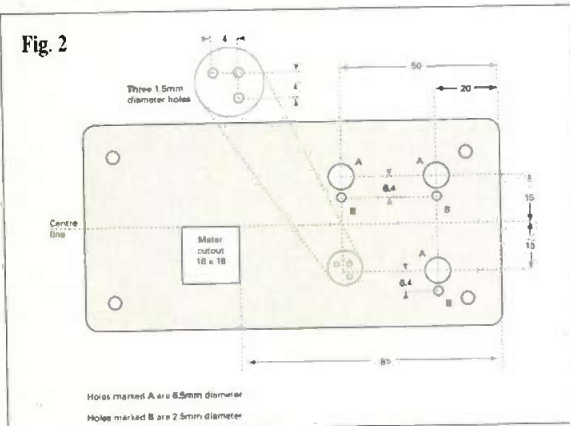 Fig. 2
4
Three 1.5mm
diameter holes
4
50
20
A
A
6.4
B
B
15
Centre
line
Meter
cutout
18 x 18
15
A
6.4
B
Holes marked A are 6.5mm diameter
Holes marked B are 2.5mm diameter